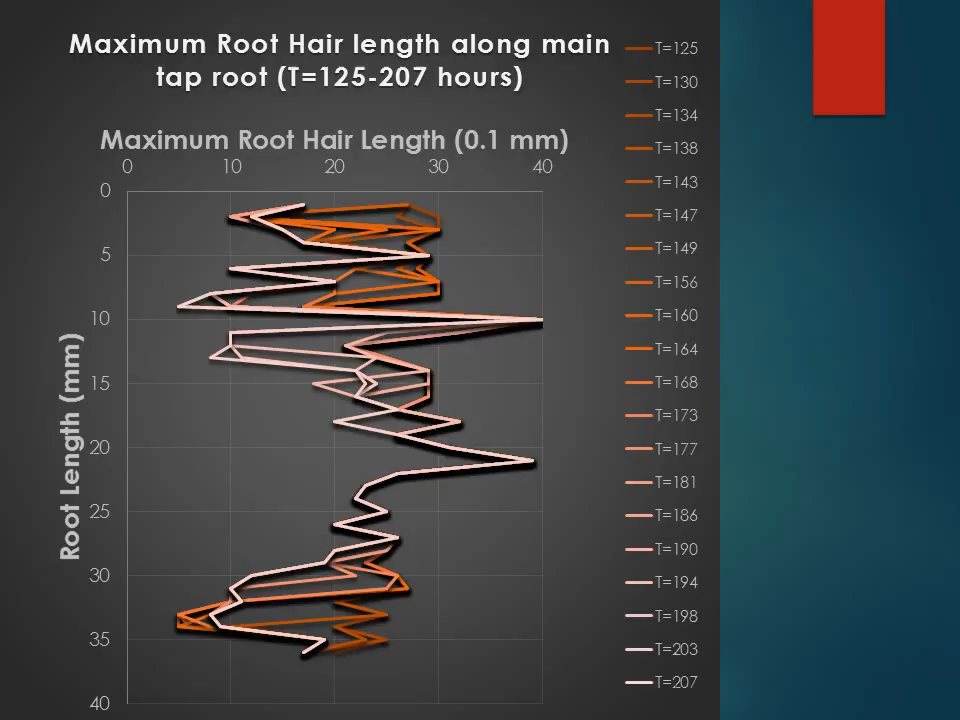 Maximum Root Hair length along main
tap root (T=125-207 hours)
Maximum Root Hair Length (0.1 mm)
0 10 20 30 40
0
5
10
15
20
25
30
35
40
Root Length (mm)
T=125
T=130
T=134
T=138
T=143
T=147
T=149
T=156
T=160
T=164
T=168
T=173
T=177
T=181
T=186
T=190
T=194
T=198
T=203
T=207